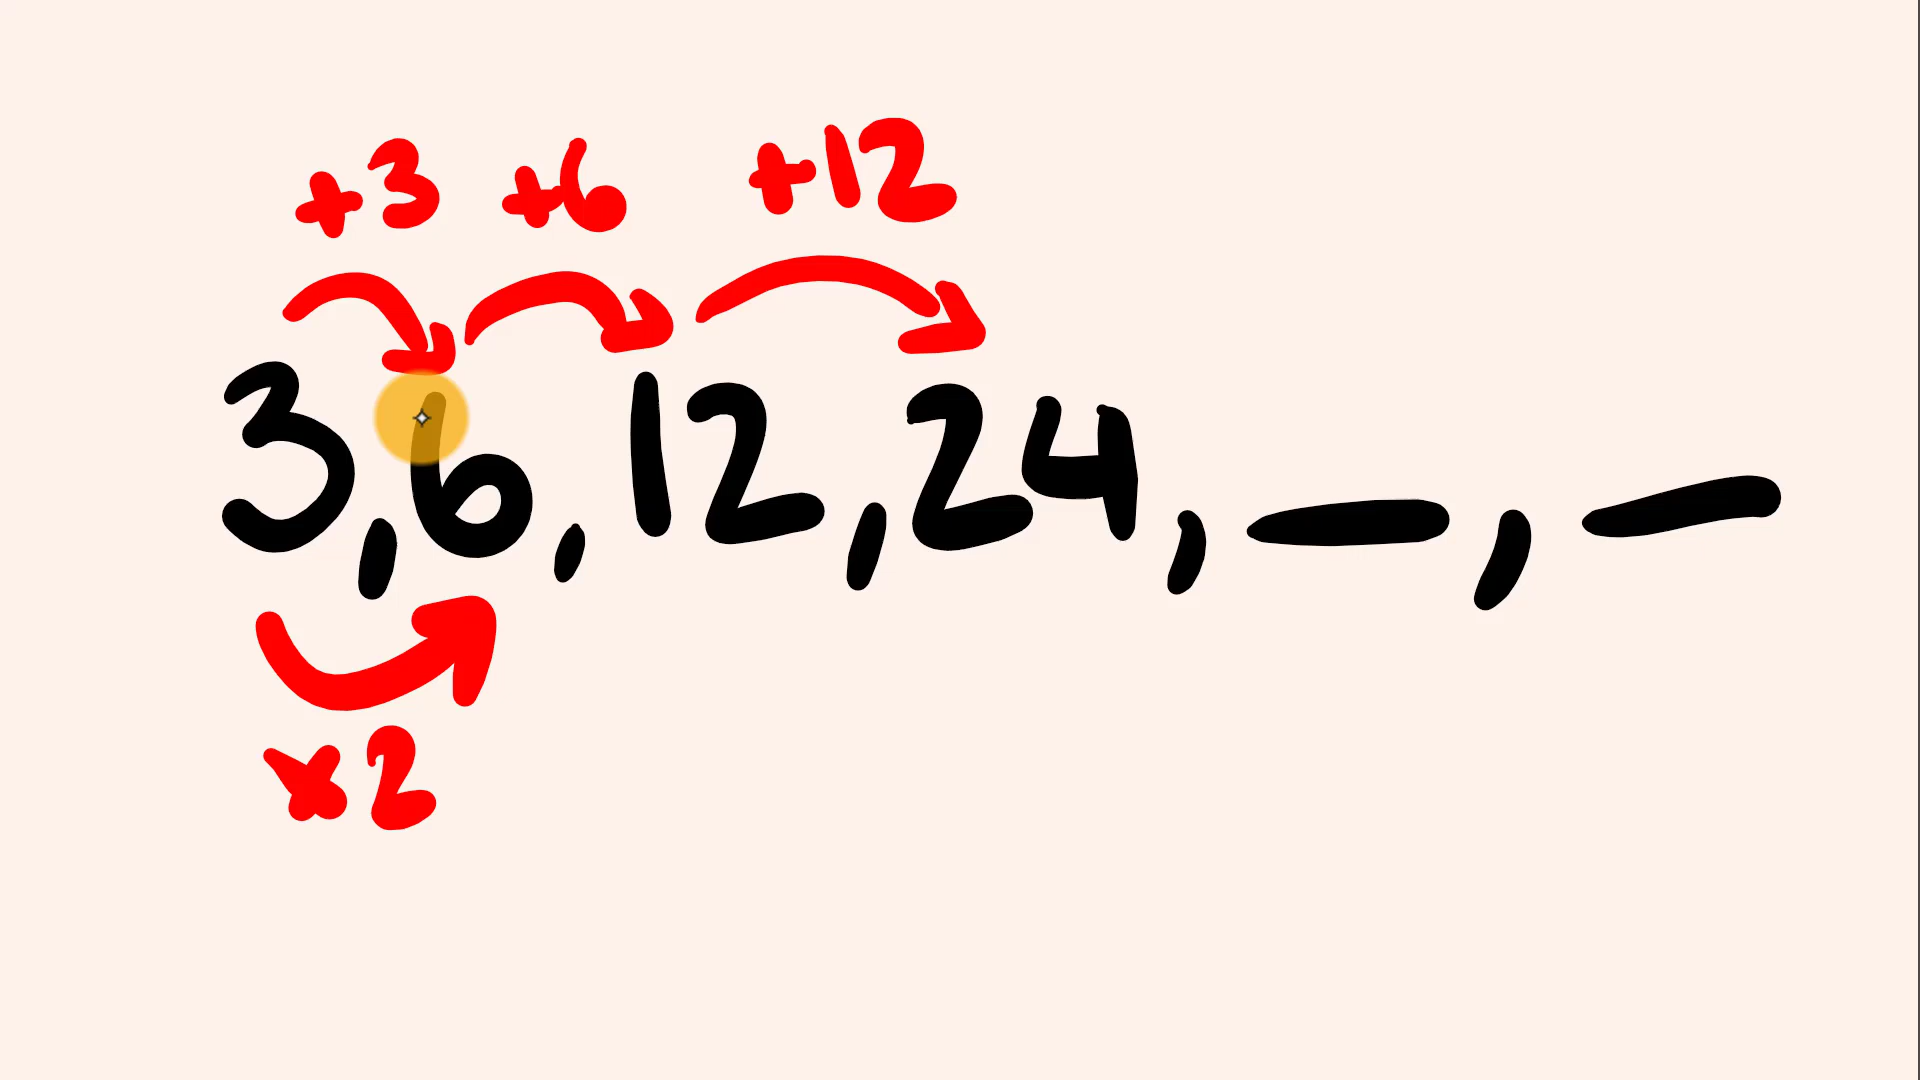 +3 +6 +12
3, 6, 12, 24, __, __
x2